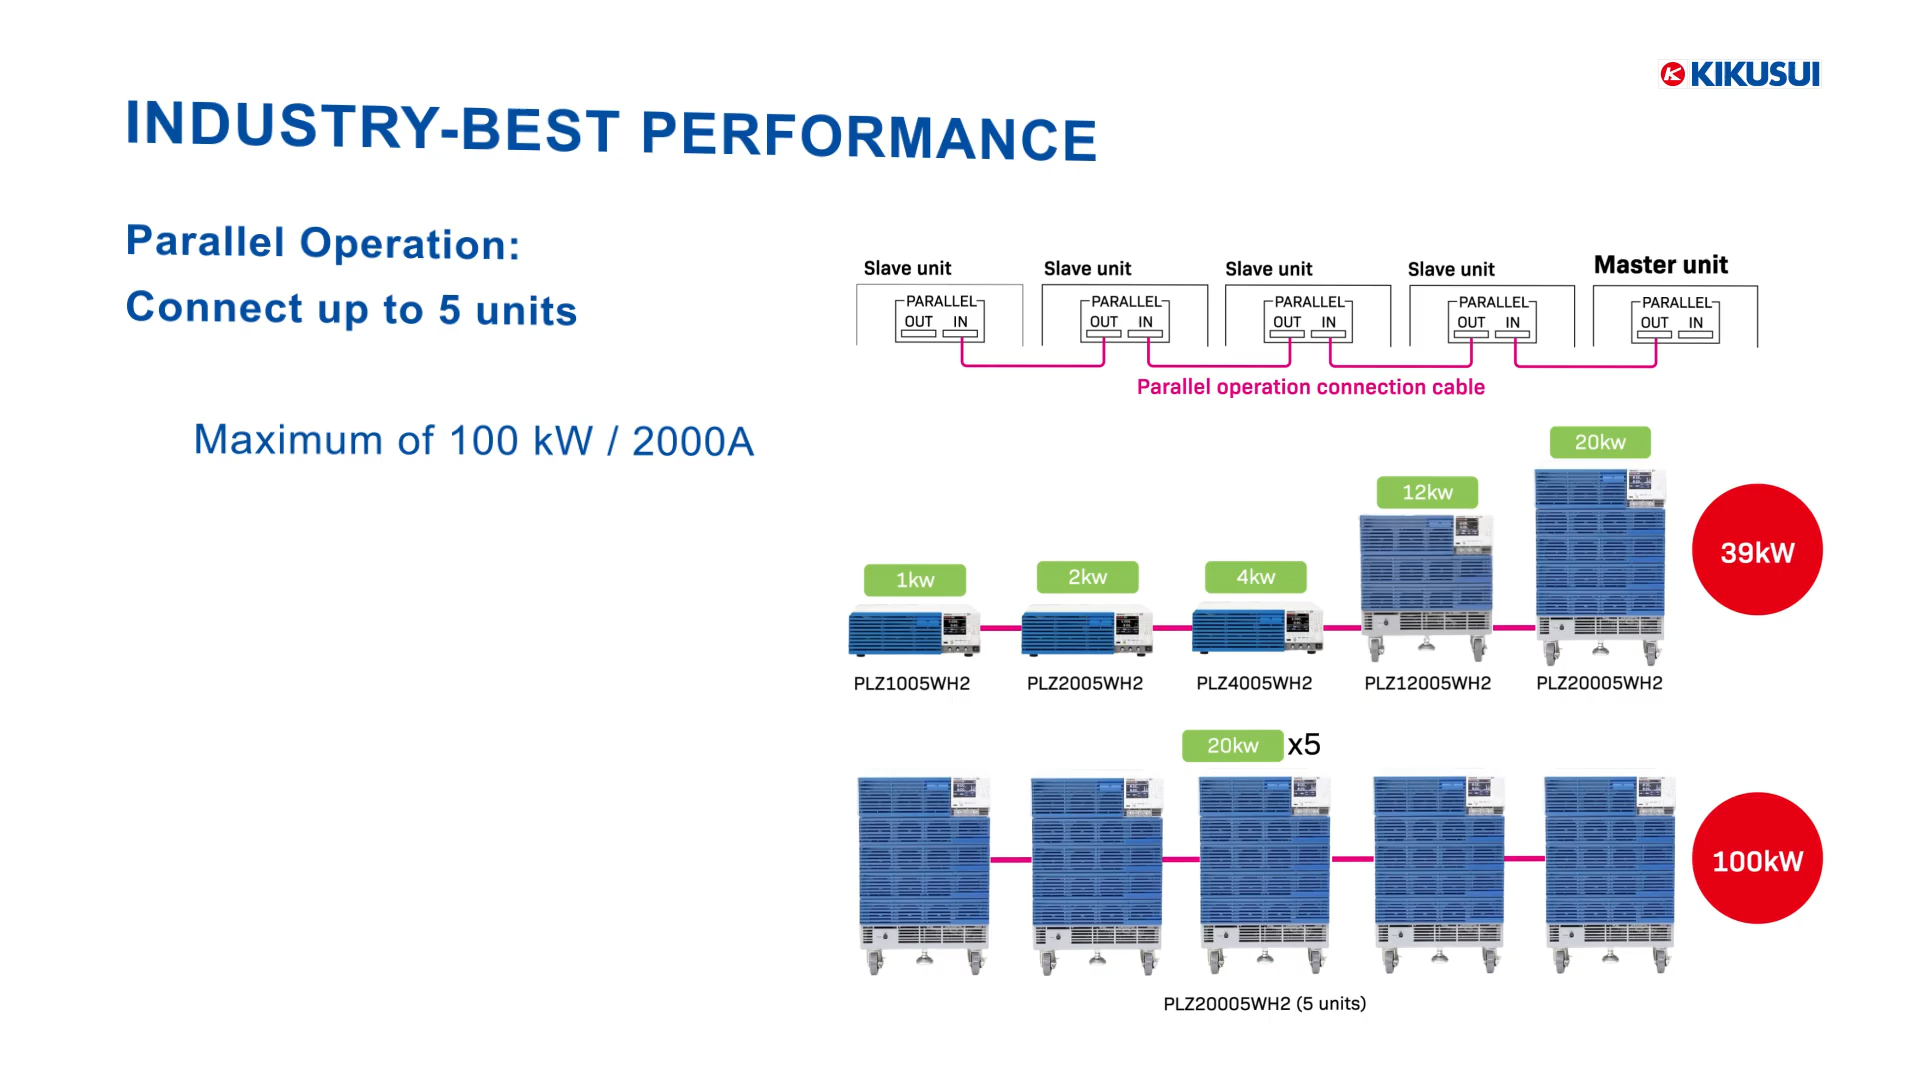 KIKUSUI
INDUSTRY-BEST PERFORMANCE
Parallel Operation:
Connect up to 5 units
Maximum of 100 kW / 2000A
Slave unit
Slave unit
Slave unit
Slave unit
Master unit
PARALLEL
OUT IN
PARALLEL
OUT IN
PARALLEL
OUT IN
PARALLEL
OUT IN
PARALLEL
OUT IN
Parallel operation connection cable
1kw
2kw
4kw
12kw
20kw
39kW
PLZ1005WH2
PLZ2005WH2
PLZ4005WH2
PLZ12005WH2
PLZ20005WH2
20kw x5
100kW
PLZ20005WH2 (5 units)